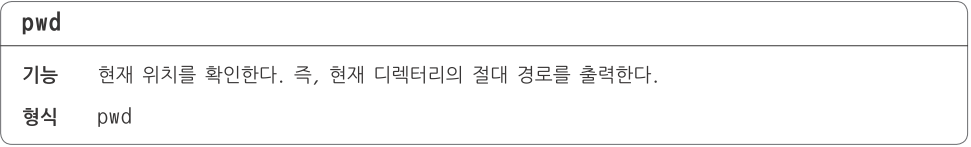 pwd
기능 현재 위치를 확인한다. 즉, 현재 디렉터리의 절대 경로를 출력한다.
형식 pwd